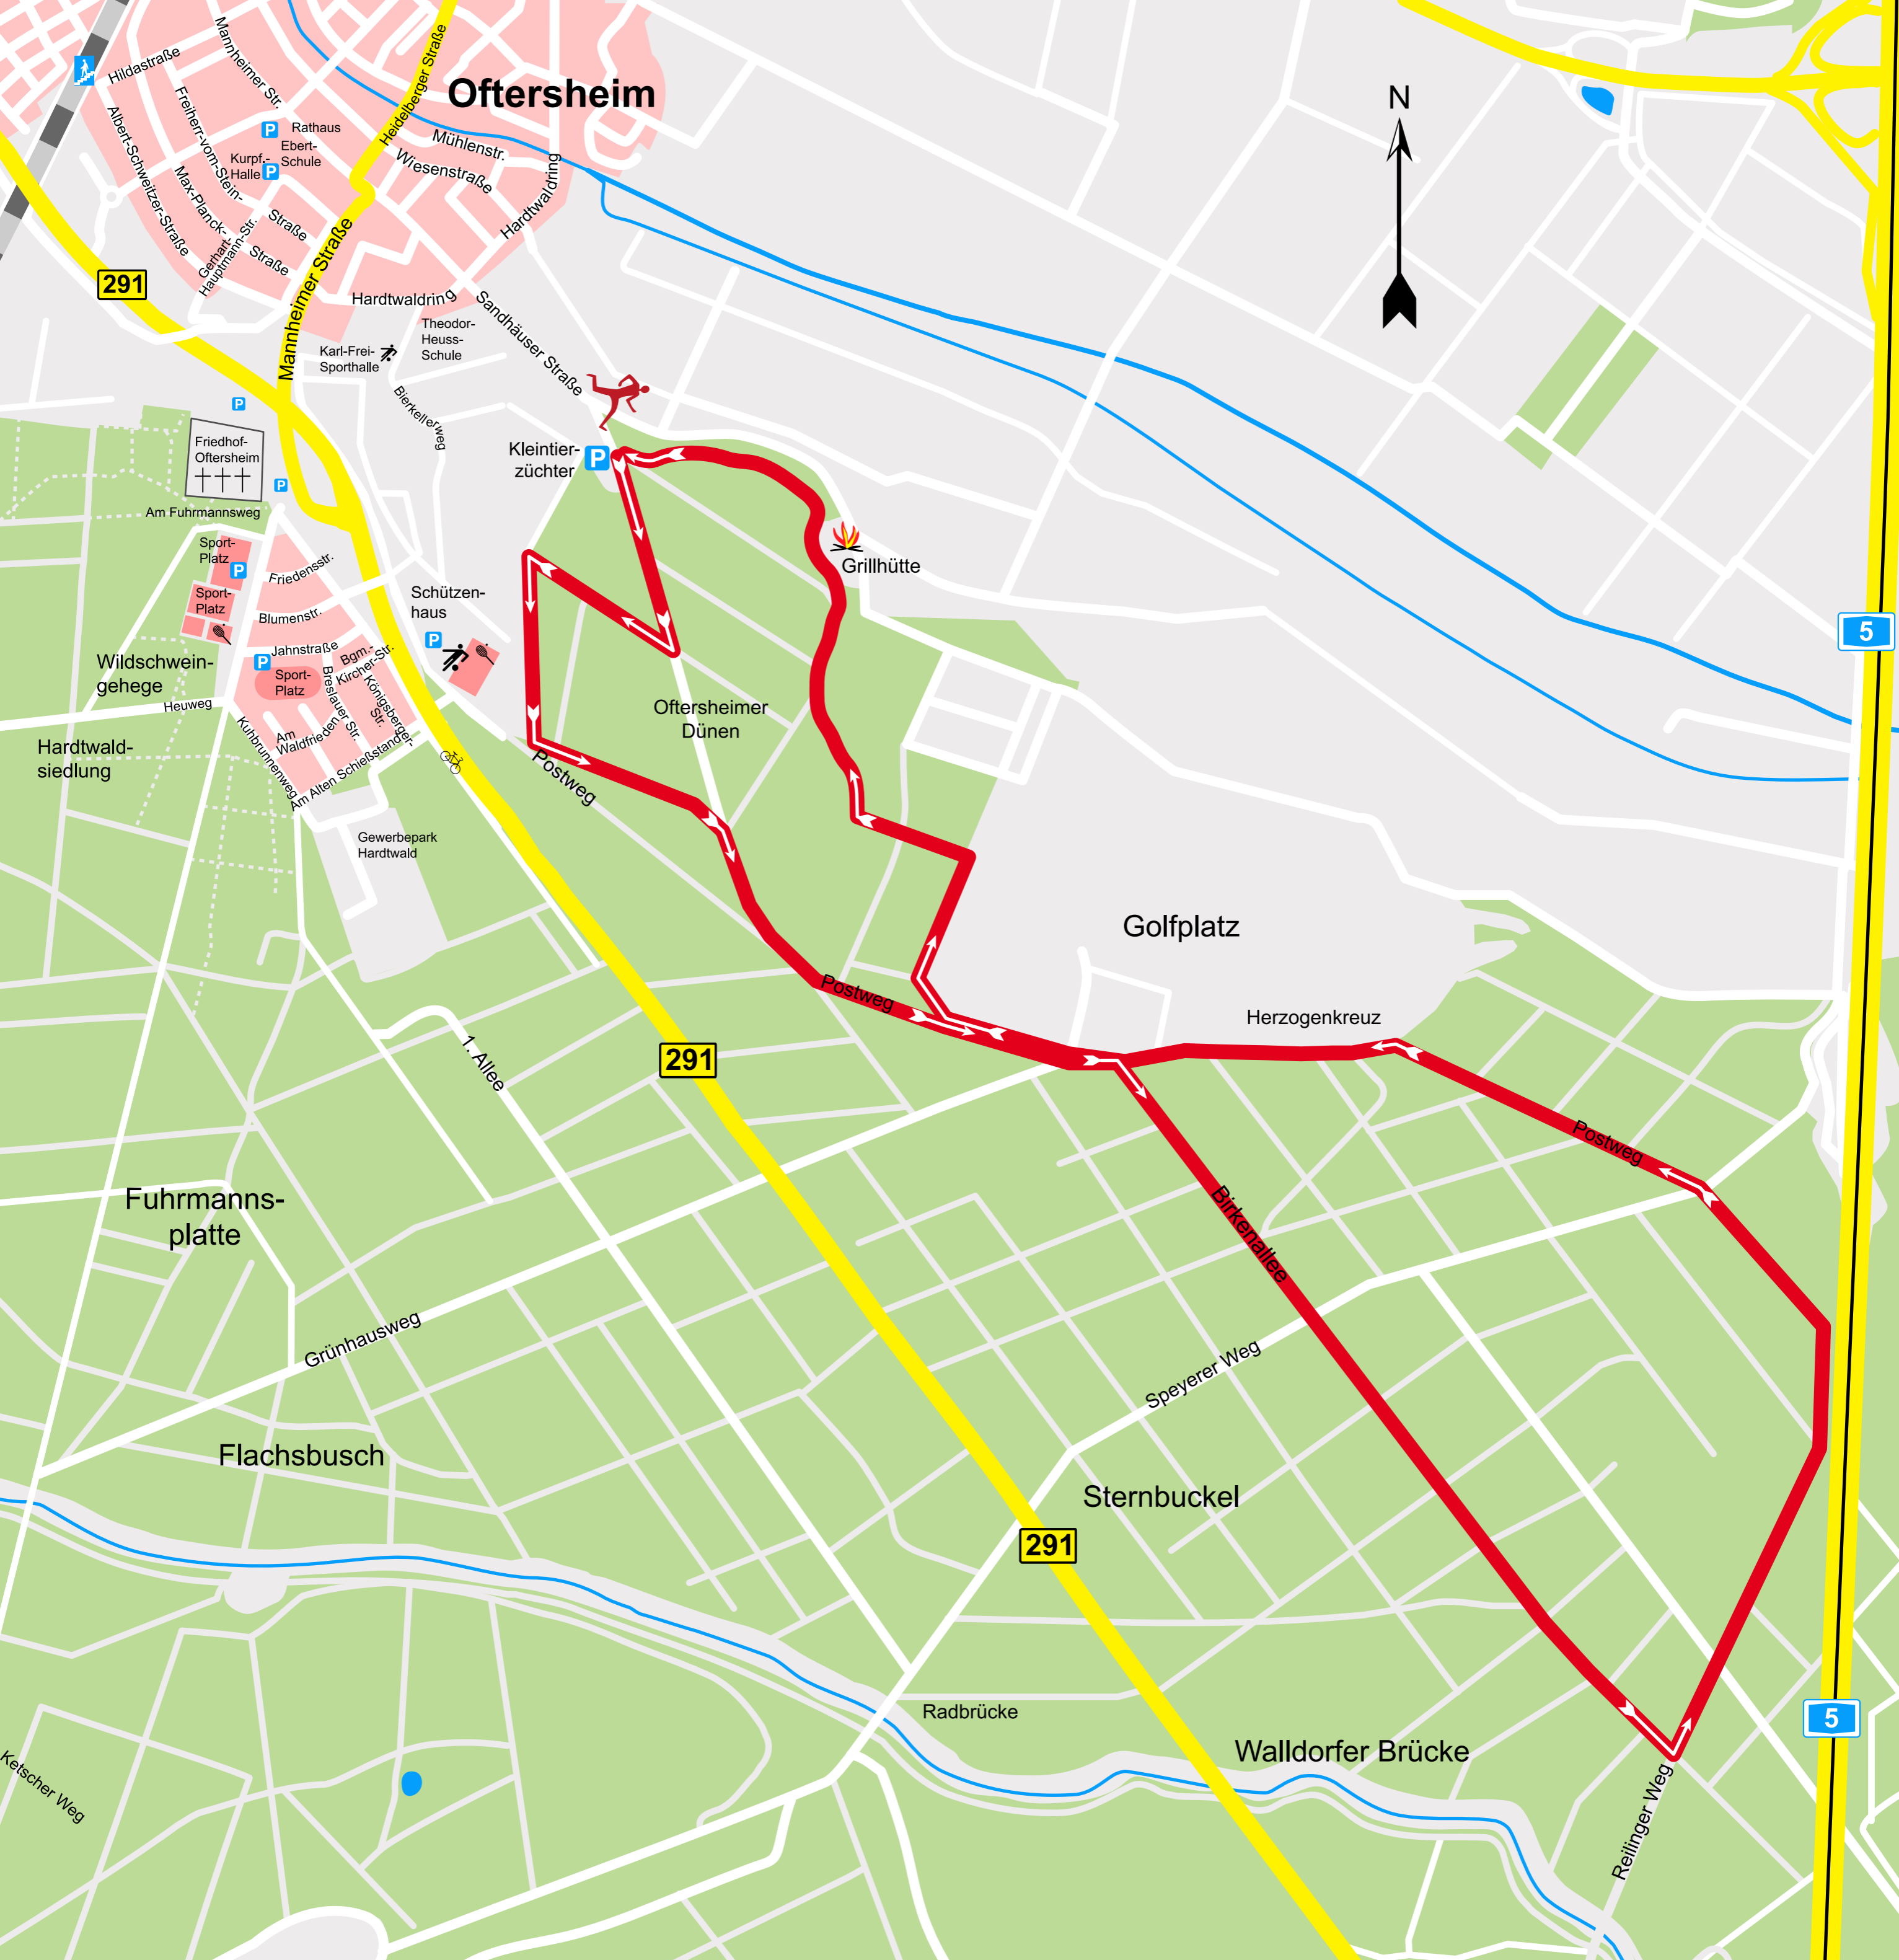 Oftersheim
N
Hildastraße
Mannheimer Str.
Heidelberger Straße
Freiherr-vom-Stein-
Straße
Albert-Schweitzer-Straße
P
Rathaus
Ebert-
Schule
Kurpf.-
Halle
P
Mühlenstr.
Wiesenstraße
Hardtwaldring
Max-Planck-
Straße
Gerhart-
Hauptmann-Str.
Mannheimer Straße
291
Hardtwaldring
Sandhäuser Straße
Theodor-
Heuss-
Schule
Karl-Frei-
Sporthalle
Bierkellerweg
P
Friedhof-
Oftersheim
P
Kleintier-
züchter
P
Am Fuhrmannsweg
Sport-
Platz
P
Sport-
Platz
Friedensstr.
Blumenstr.
Grillhütte
Schützen-
haus
P
5
Jahnstraße
P
Bgm.-
Kircher-Str.
Sport-
Platz
Breslauer Str.
Königsberger-
Str.
Wildschwein-
gehege
Heuweg
Kuhbrunnenweg
Am
Waldfrieden
Am Alten Schießstand
Oftersheimer
Dünen
Hardtwald-
siedlung
Postweg
Gewerbepark
Hardtwald
Golfplatz
Postweg
Herzogenkreuz
1. Allee
291
Postweg
Fuhrmanns-
platte
Birkenallee
Grünhausweg
Speyerer Weg
Flachsbusch
Sternbuckel
291
Radbrücke
5
Walldorfer Brücke
Ketscher Weg
Reilinger Weg